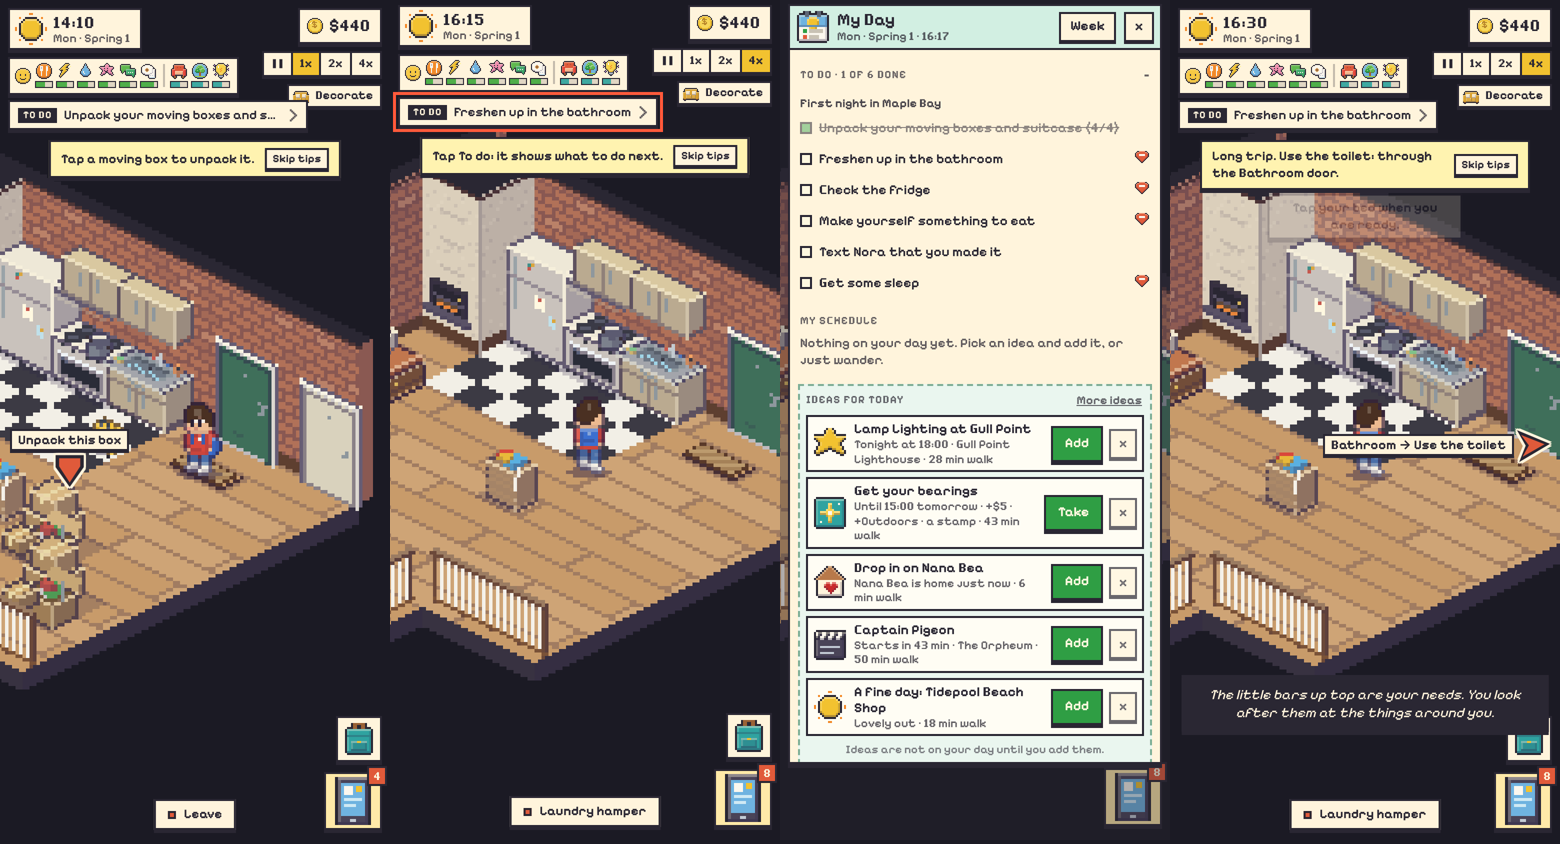 14:10
Mon · Spring 1
$440
1x
2x
4x
Decorate
TO DO
Unpack your moving boxes and s...
Tap a moving box to unpack it.
Skip tips
Unpack this box
4
Leave
16:15
Mon · Spring 1
$440
1x
2x
4x
Decorate
TO DO
Freshen up in the bathroom
Tap To do: it shows what to do next.
Skip tips
8
Laundry hamper
My Day
Mon · Spring 1 · 16:17
Week
×
TO DO · 1 OF 6 DONE
-
First night in Maple Bay
Unpack your moving boxes and suitcase (4/4)
Freshen up in the bathroom
Check the fridge
Make yourself something to eat
Text Nora that you made it
Get some sleep
MY SCHEDULE
Nothing on your day yet. Pick an idea and add it, or
just wander.
IDEAS FOR TODAY
More ideas
Lamp Lighting at Gull Point
Tonight at 18:00 · Gull Point
Lighthouse · 28 min walk
Add
×
Get your bearings
Until 15:00 tomorrow · +$5 ·
+Outdoors · a stamp · 43 min
walk
Take
×
Drop in on Nana Bea
Nana Bea is home just now · 6
min walk
Add
×
Captain Pigeon
Starts in 43 min · The Orpheum ·
50 min walk
Add
×
A fine day: Tidepool Beach
Shop
Lovely out · 18 min walk
Add
×
Ideas are not on your day until you add them.
8
16:30
Mon · Spring 1
$440
1x
2x
4x
Decorate
TO DO
Freshen up in the bathroom
Long trip. Use the toilet: through
the Bathroom door.
Skip tips
Tap your bed when you
are ready.
Bathroom → Use the toilet
The little bars up top are your needs. You look
after them at the things around you.
8
Laundry hamper